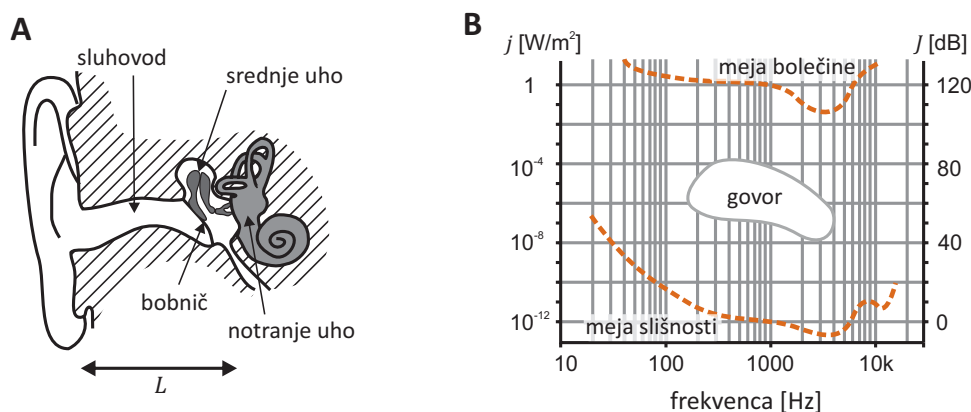 A
sluhovod
srednje uho
bobnič
notranje uho
L
B
j [W/m²]
J [dB]
meja bolečine
1
120
10⁻⁴
80
govor
10⁻⁸
40
10⁻¹²
meja slišnosti
0
10
100
1000
10k
frekvenca [Hz]